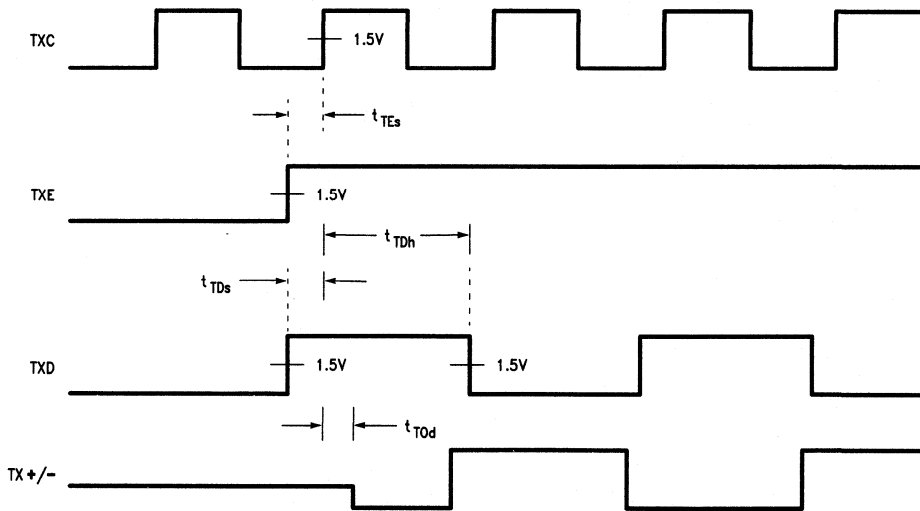 TXC
1.5V
t TEs
TXE
1.5V
t TDh
t TDs
TXD
1.5V
1.5V
t TOd
TX +/-